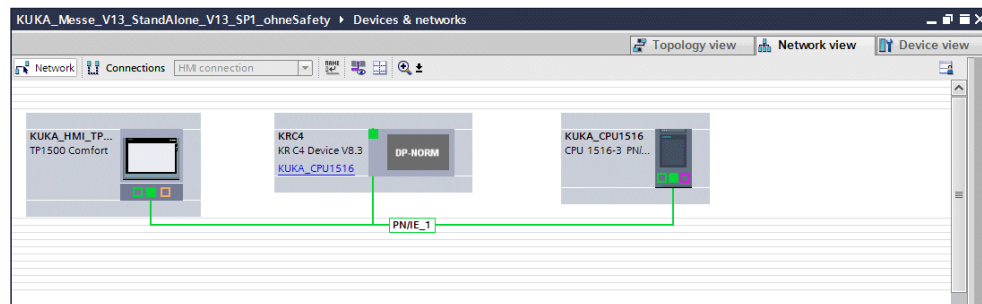 KUKA_Messe_V13_StandAlone_V13_SP1_ohneSafety ▸ Devices & networks
Topology view Network view Device view
Network Connections HMI connection
KUKA_HMI_TP...
TP1500 Comfort
KRC4
KR C4 Device V8.3
KUKA_CPU1516
DP-NORM
KUKA_CPU1516
CPU 1516-3 PN/...
PN/IE_1